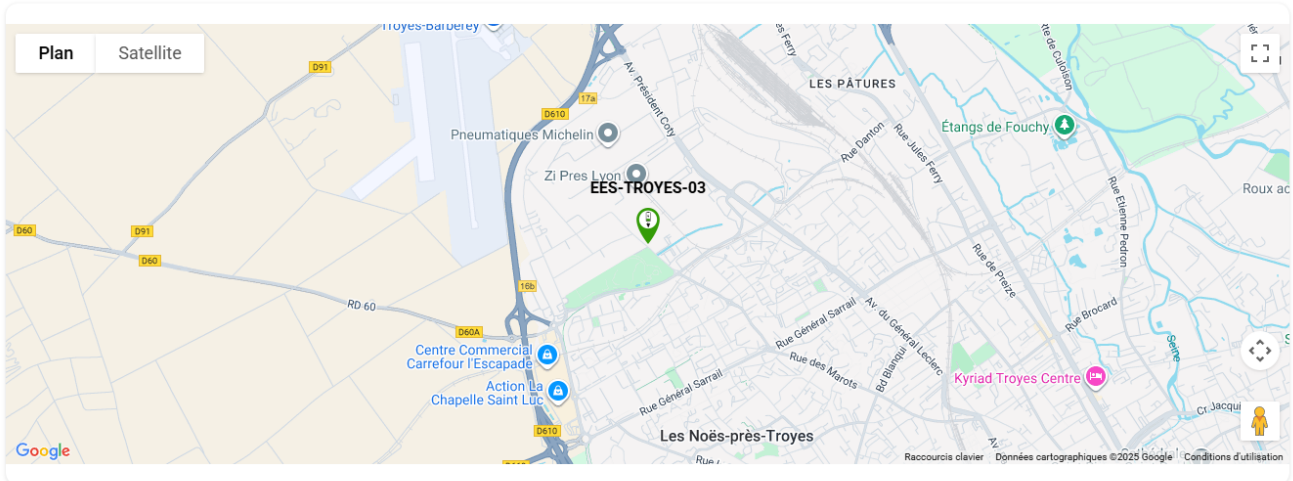 Troyes-Barberey
Plan
Satellite
D91
17a
D610
Av. Président Coty
Rue Jules Ferry
LES PÂTURES
Rte de Culoison
Pneumatiques Michelin
Étangs de Fouchy
Rue Danton
Rue Jules Ferry
Zi Pres Lyon
EES-TROYES-03
Rue Etienne Pedron
Roux
D60
D91
D60
16b
RD 60
Rue de Preize
D60A
Rue Général Sarrail
Av. du Général Leclerc
Rue Brocard
Seine
Centre Commercial
Carrefour l'Escapade
Rue des Marots
Bd Blanqui
Kyriad Troyes Centre
Action La
Chapelle Saint Luc
Rue Général Sarrail
D610
Les Noës-près-Troyes
Google
Raccourcis clavier
Données cartographiques ©2025 Google
Conditions d'utilisation